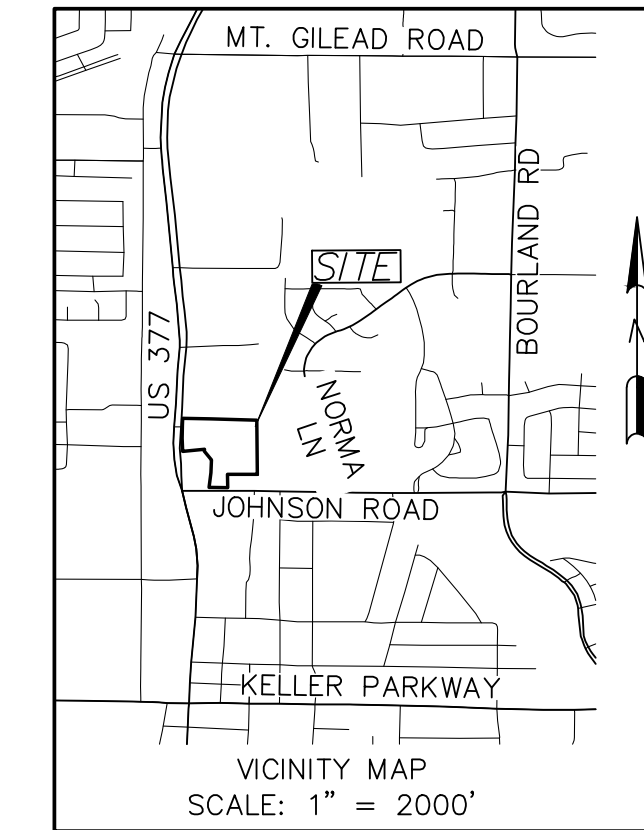 MT. GILEAD ROAD
BOURLAND RD
SITE
N
US 377
NORMA
LN
JOHNSON ROAD
KELLER PARKWAY
VICINITY MAP
SCALE: 1" = 2000'